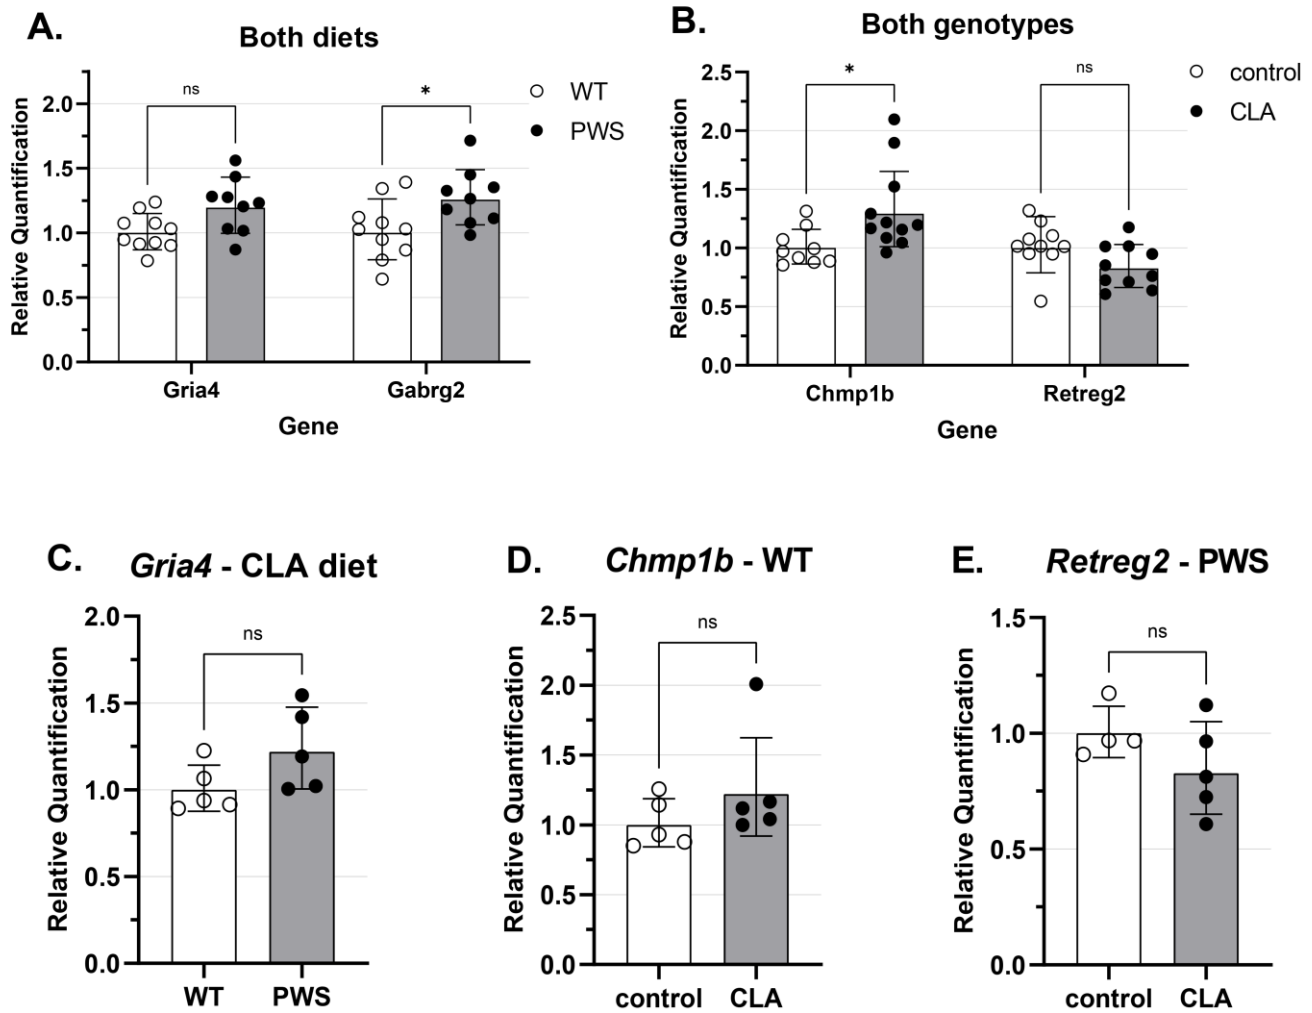 A.
Both diets
ns
*
WT
PWS
Relative Quantification
2.0
1.5
1.0
0.5
0.0
Gria4
Gabrg2
Gene
B.
Both genotypes
*
ns
control
CLA
Relative Quantification
2.5
2.0
1.5
1.0
0.5
0.0
Chmp1b
Retreg2
Gene
C.
Gria4 - CLA diet
ns
Relative Quantification
2.0
1.5
1.0
0.5
0.0
WT
PWS
D.
Chmp1b - WT
ns
Relative Quantification
2.5
2.0
1.5
1.0
0.5
0.0
control
CLA
E.
Retreg2 - PWS
ns
Relative Quantification
1.5
1.0
0.5
0.0
control
CLA